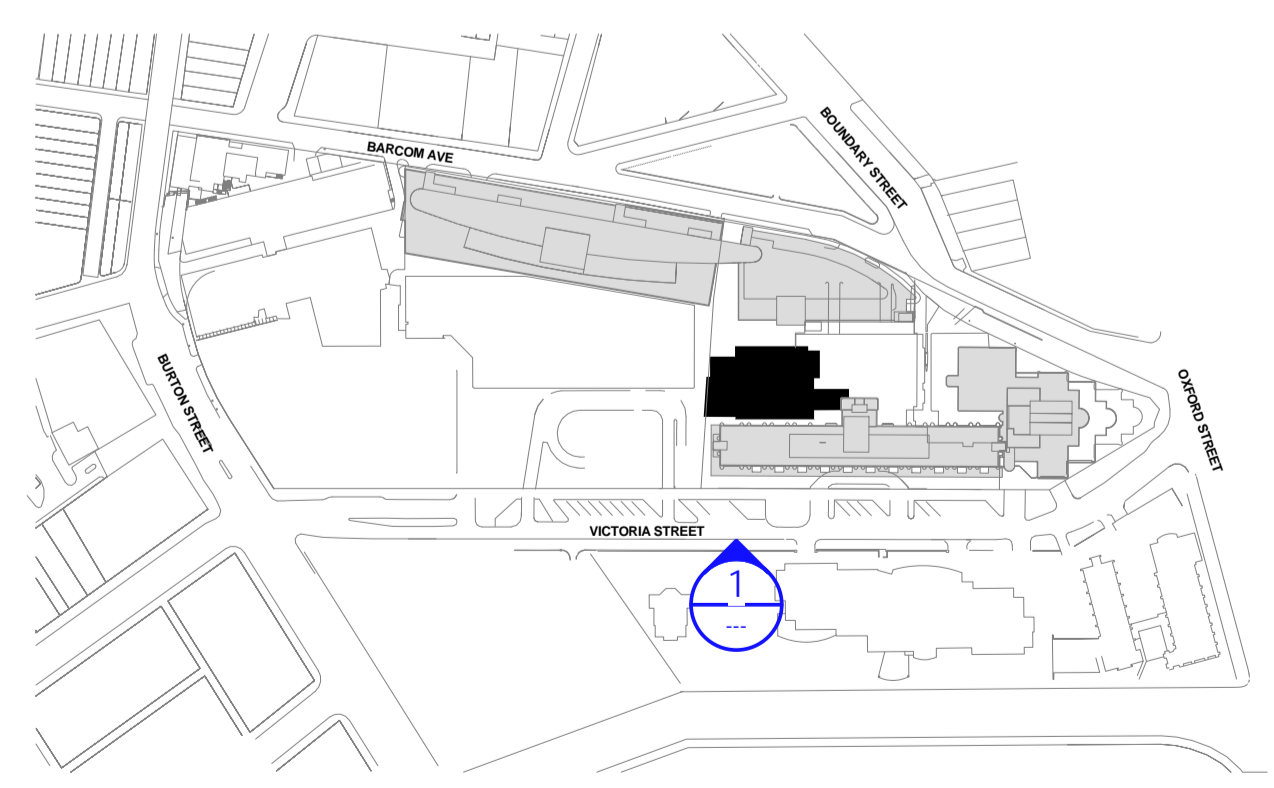 BARCOM AVE
BOUNDARY STREET
BURTON STREET
OXFORD STREET
VICTORIA STREET
1
---